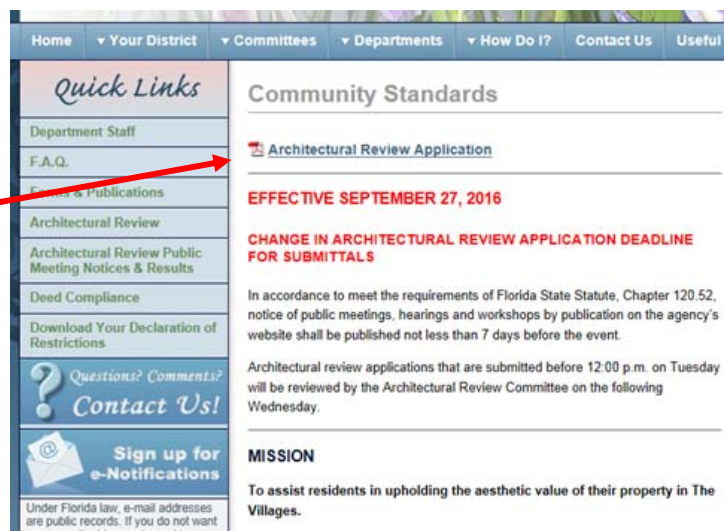 Home ▾ Your District ▾ Committees ▾ Departments ▾ How Do I? Contact Us Useful
Quick Links
Department Staff
F.A.Q.
Forms & Publications
Architectural Review
Architectural Review Public
Meeting Notices & Results
Deed Compliance
Download Your Declaration of
Restrictions
Questions? Comments?
Contact Us!
Sign up for
e-Notifications
Under Florida law, e-mail addresses
are public records. If you do not want
Community Standards
Architectural Review Application
EFFECTIVE SEPTEMBER 27, 2016
CHANGE IN ARCHITECTURAL REVIEW APPLICATION DEADLINE
FOR SUBMITTALS
In accordance to meet the requirements of Florida State Statute, Chapter 120.52,
notice of public meetings, hearings and workshops by publication on the agency's
website shall be published not less than 7 days before the event.
Architectural review applications that are submitted before 12:00 p.m. on Tuesday
will be reviewed by the Architectural Review Committee on the following
Wednesday.
MISSION
To assist residents in upholding the aesthetic value of their property in The
Villages.